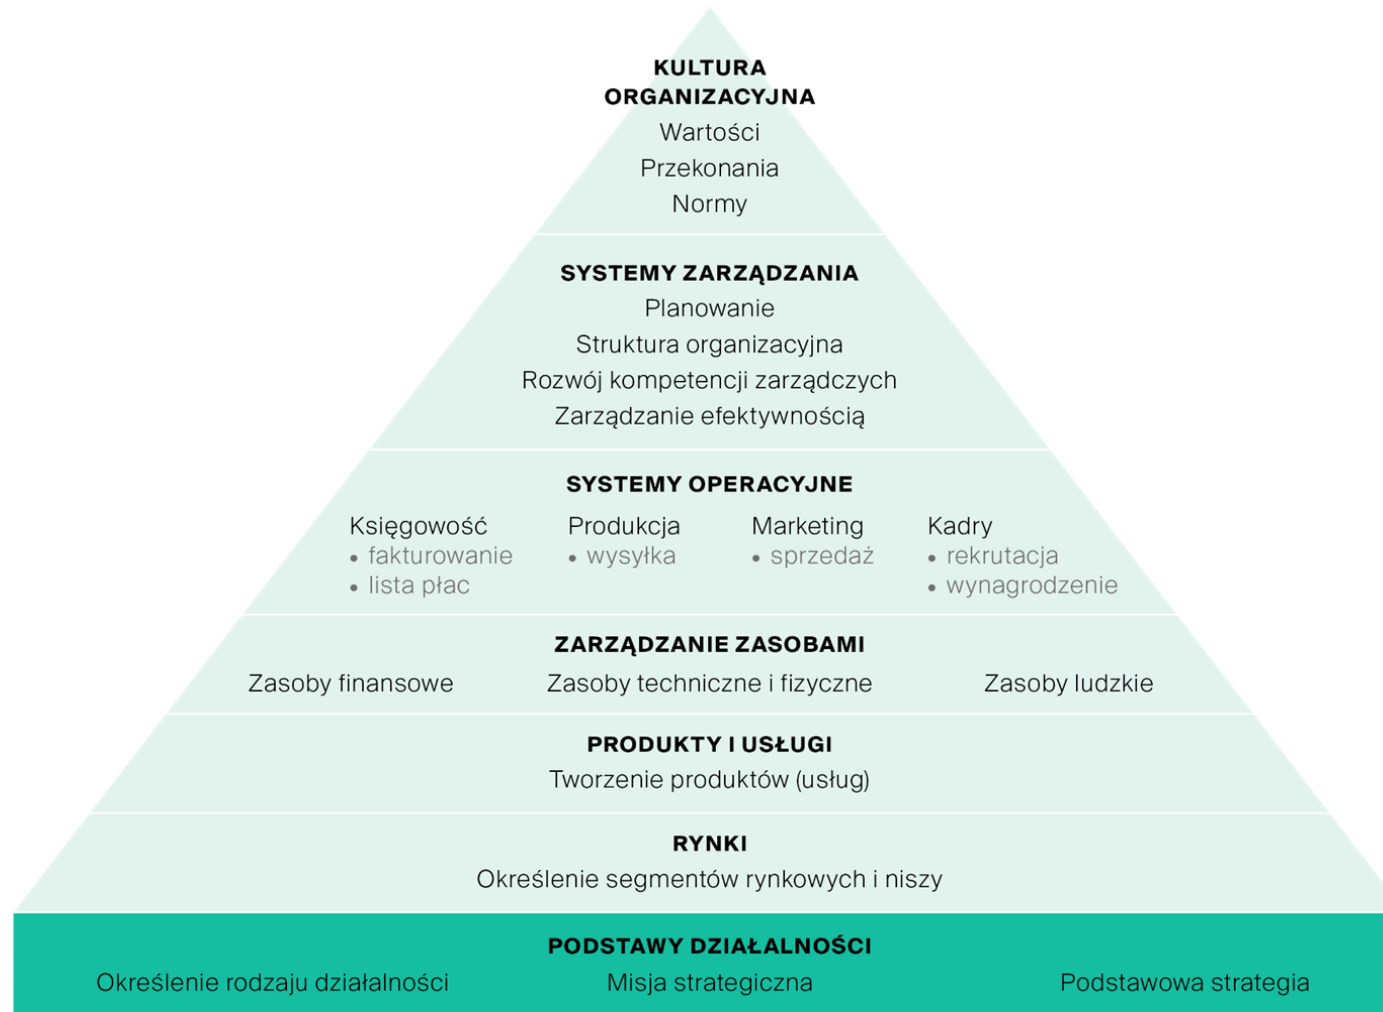 KULTURA
ORGANIZACYJNA
Wartości
Przekonania
Normy
SYSTEMY ZARZĄDZANIA
Planowanie
Struktura organizacyjna
Rozwój kompetencji zarządczych
Zarządzanie efektywnością
SYSTEMY OPERACYJNE
Księgowość
• fakturowanie
• lista płac
Produkcja
• wysyłka
Marketing
• sprzedaż
Kadry
• rekrutacja
• wynagrodzenie
ZARZĄDZANIE ZASOBAMI
Zasoby finansowe
Zasoby techniczne i fizyczne
Zasoby ludzkie
PRODUKTY I USŁUGI
Tworzenie produktów (usług)
RYNKI
Określenie segmentów rynkowych i niszy
PODSTAWY DZIAŁALNOŚCI
Określenie rodzaju działalności
Misja strategiczna
Podstawowa strategia